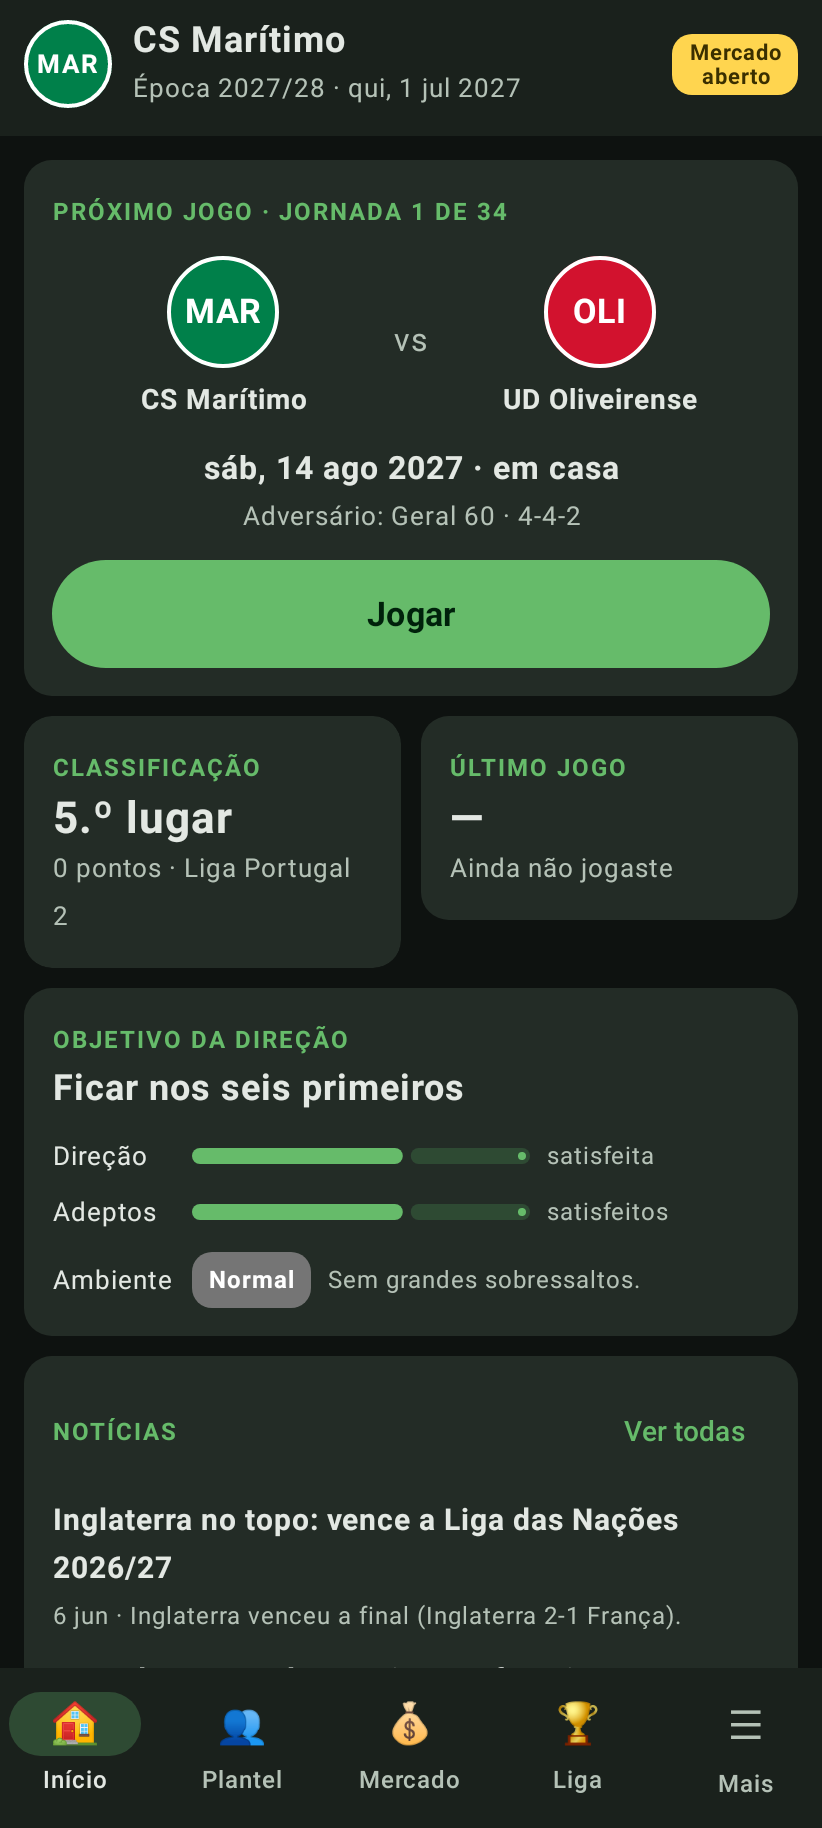 MAR
CS Marítimo
Época 2027/28 · qui, 1 jul 2027
Mercado
aberto
PRÓXIMO JOGO · JORNADA 1 DE 34
MAR
vs
OLI
CS Marítimo
UD Oliveirense
sáb, 14 ago 2027 · em casa
Adversário: Geral 60 · 4-4-2
Jogar
CLASSIFICAÇÃO
5.º lugar
0 pontos · Liga Portugal
2
ÚLTIMO JOGO
—
Ainda não jogaste
OBJETIVO DA DIREÇÃO
Ficar nos seis primeiros
Direção satisfeita
Adeptos satisfeitos
Ambiente Normal Sem grandes sobressaltos.
NOTÍCIAS
Ver todas
Inglaterra no topo: vence a Liga das Nações
2026/27
6 jun · Inglaterra venceu a final (Inglaterra 2-1 França).
Início
Plantel
Mercado
Liga
Mais